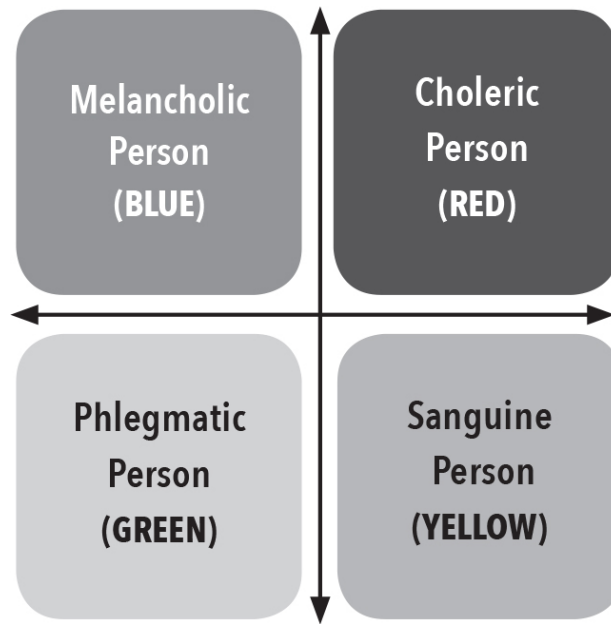 Melancholic
Person
(BLUE)
Choleric
Person
(RED)
Phlegmatic
Person
(GREEN)
Sanguine
Person
(YELLOW)